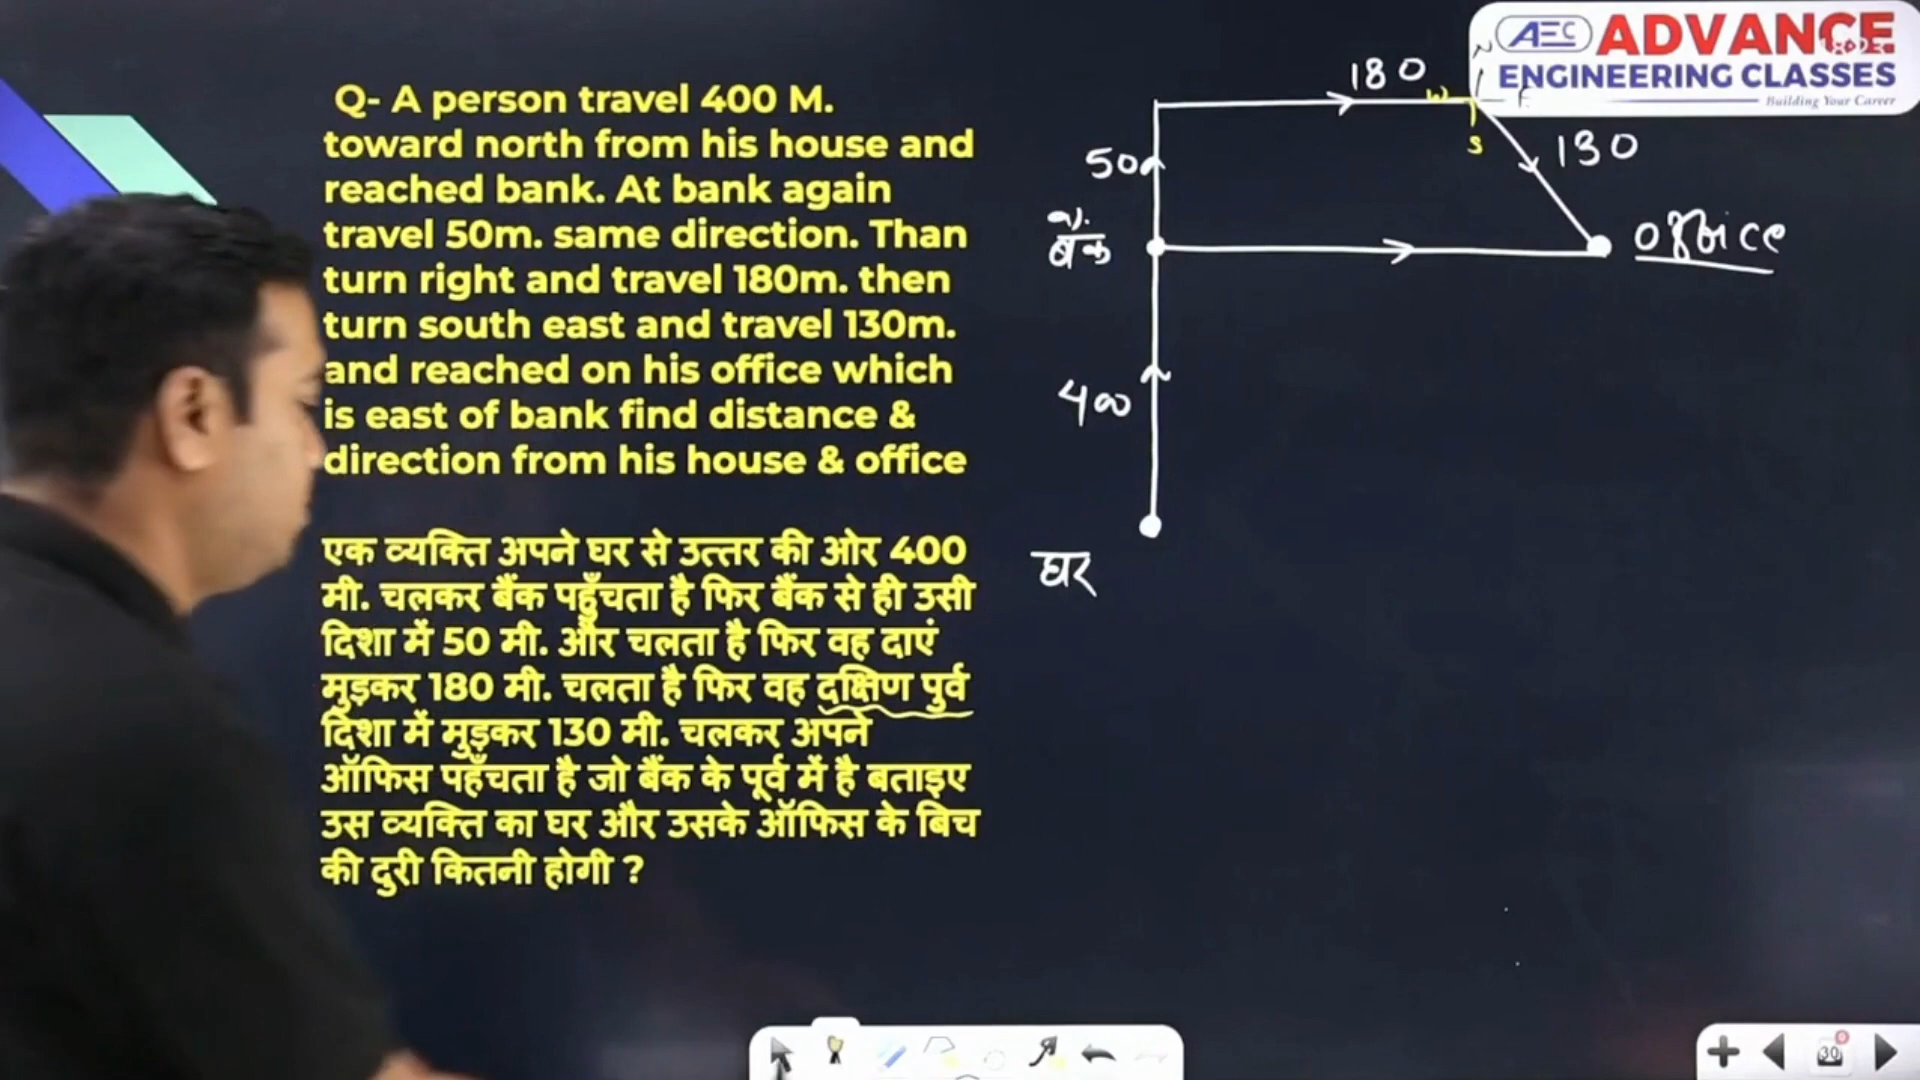 Q- A person travel 400 M.
toward north from his house and
reached bank. At bank again
travel 50m. same direction. Than
turn right and travel 180m. then
turn south east and travel 130m.
and reached on his office which
is east of bank find distance &
direction from his house & office
एक व्यक्ति अपने घर से उत्तर की ओर 400
मी. चलकर बैंक पहुँचता है फिर बैंक से ही उसी
दिशा में 50 मी. और चलता है फिर वह दाएं
मुड़कर 180 मी. चलता है फिर वह दक्षिण पुर्व
दिशा में मुड़कर 130 मी. चलकर अपने
ऑफिस पहँचता है जो बैंक के पूर्व में है बताइए
उस व्यक्ति का घर और उसके ऑफिस के बिच
की दुरी कितनी होगी ?
180
N
W
E
S
50
130
बैंक
office
400
घर
AEC ADVANCE
ENGINEERING CLASSES
Building Your Career
30